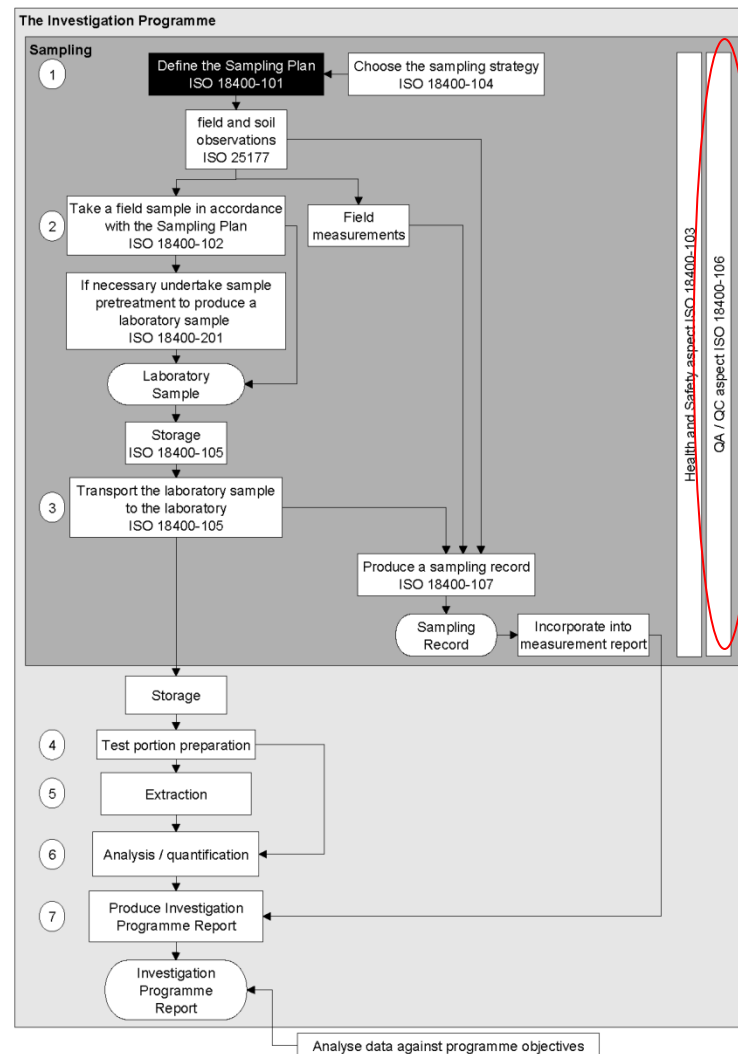 The Investigation Programme
Sampling
1
Define the Sampling Plan
ISO 18400-101
Choose the sampling strategy
ISO 18400-104
field and soil
observations
ISO 25177
2
Take a field sample in accordance
with the Sampling Plan
ISO 18400-102
Field
measurements
If necessary undertake sample
pretreatment to produce a
laboratory sample
ISO 18400-201
Laboratory
Sample
Storage
ISO 18400-105
3
Transport the laboratory sample
to the laboratory
ISO 18400-105
Produce a sampling record
ISO 18400-107
Sampling
Record
Incorporate into
measurement report
Health and Safety aspect ISO 18400-103
QA / QC aspect ISO 18400-106
Storage
4
Test portion preparation
5
Extraction
6
Analysis / quantification
7
Produce Investigation
Programme Report
Investigation
Programme
Report
Analyse data against programme objectives